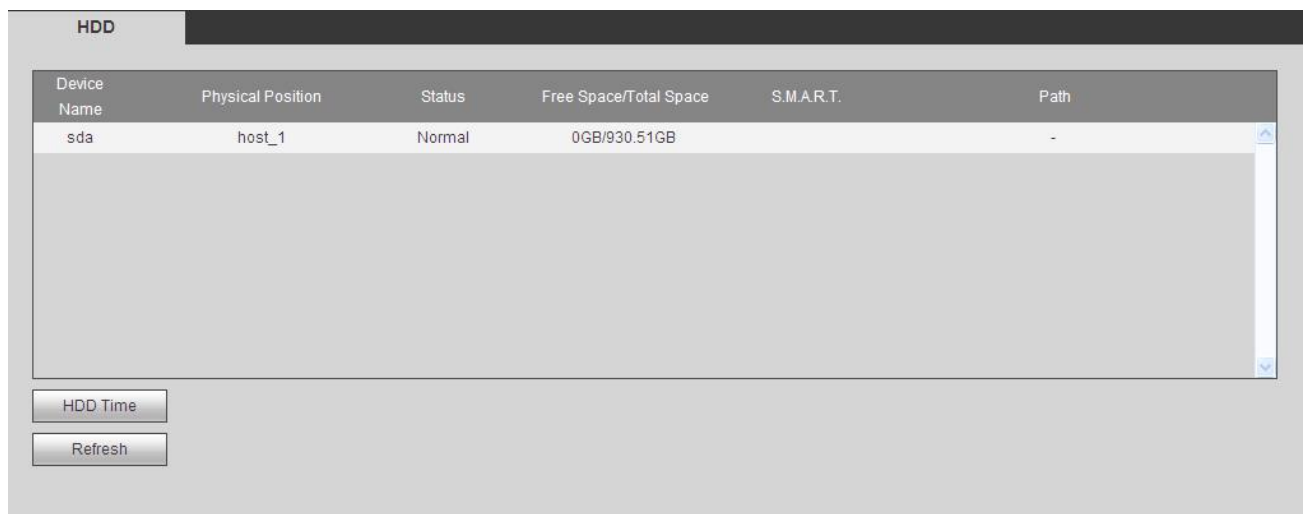 HDD
Device Name Physical Position Status Free Space/Total Space S.M.A.R.T. Path
sda host_1 Normal 0GB/930.51GB -
HDD Time
Refresh